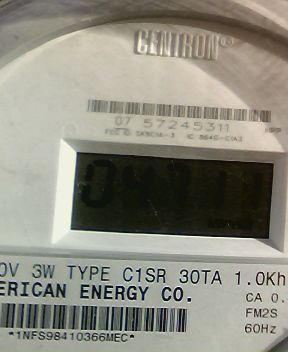 CENTRON®
07 57245311
0V 3W TYPE C1SR 30TA 1.0Kh
ERICAN ENERGY CO.
CA 0.
FM2S
60Hz
*1NFS98410366MEC*